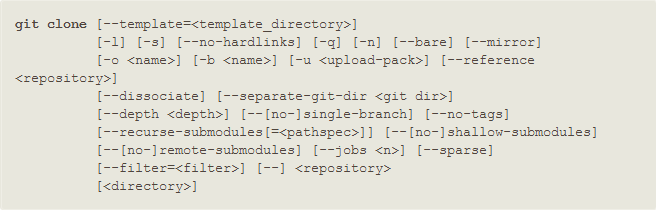 git clone [--template=<template_directory>]
[-l] [-s] [--no-hardlinks] [-q] [-n] [--bare] [--mirror]
[-o <name>] [-b <name>] [-u <upload-pack>] [--reference
<repository>]
[--dissociate] [--separate-git-dir <git dir>]
[--depth <depth>] [--[no-]single-branch] [--no-tags]
[--recurse-submodules[=<pathspec>]] [--[no-]shallow-submodules]
[--[no-]remote-submodules] [--jobs <n>] [--sparse]
[--filter=<filter>] [--] <repository>
[<directory>]